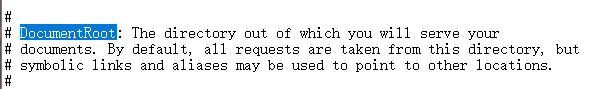 #
# DocumentRoot: The directory out of which you will serve your
# documents. By default, all requests are taken from this directory, but
# symbolic links and aliases may be used to point to other locations.
#